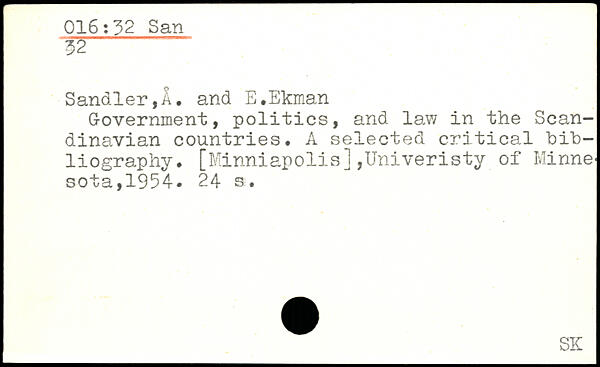 016:32 San
32
Sandler,Å. and E.Ekman
Government, politics, and law in the Scan-
dinavian countries. A selected critical bib-
liography. [Minniapolis],Univeristy of Minne-
sota,1954. 24 s.
SK